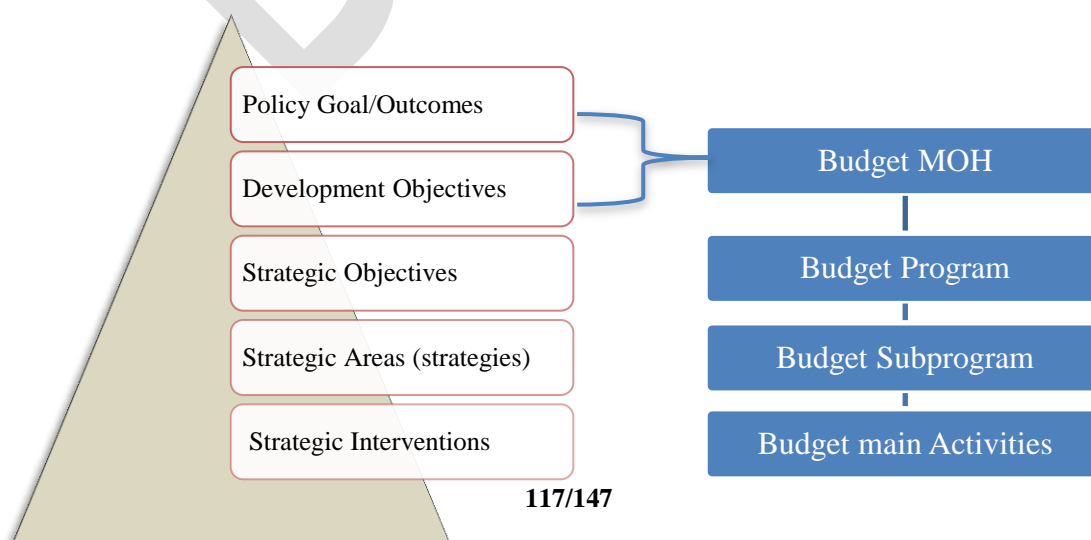 Policy Goal/Outcomes
Development Objectives
Strategic Objectives
Strategic Areas (strategies)
Strategic Interventions
Budget MOH
Budget Program
Budget Subprogram
Budget main Activities
117/147